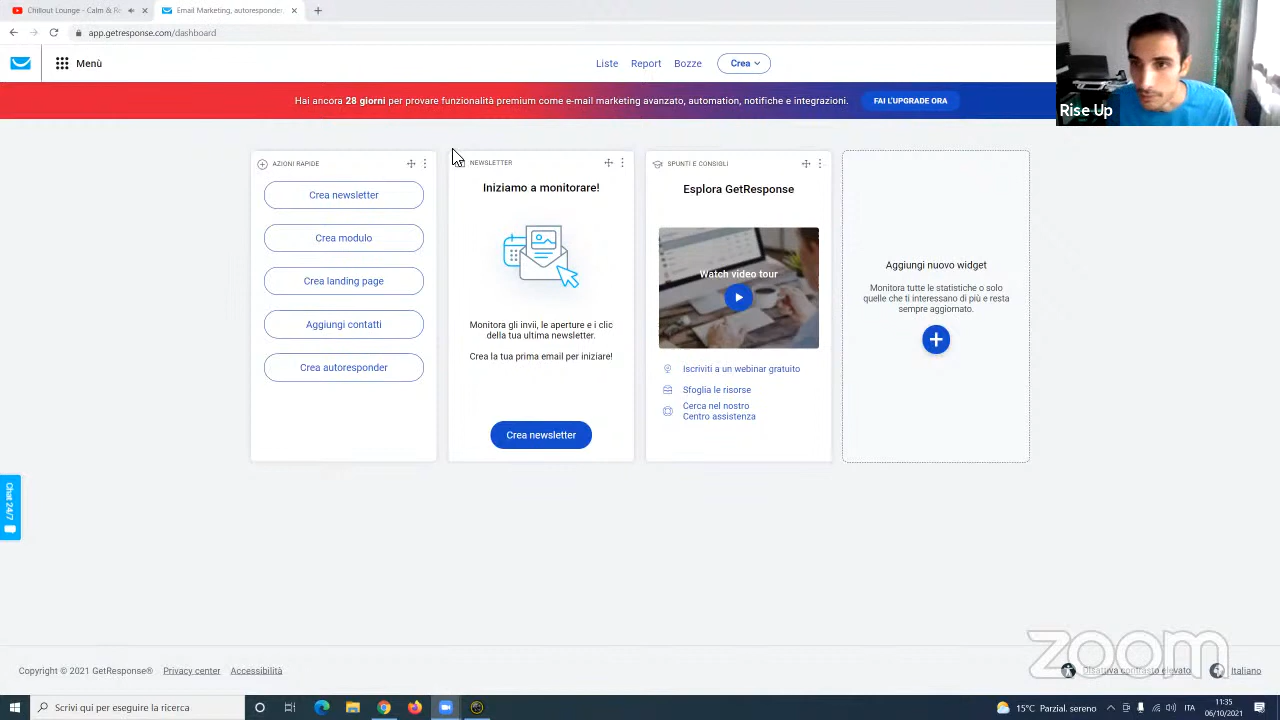 Chillout Lounge - Calm & Re
Email Marketing, autoresponder
app.getresponse.com/dashboard
Menù
Liste
Report
Bozze
Crea
Rise Up
Hai ancora 28 giorni per provare funzionalità premium come e-mail marketing avanzato, automation, notifiche e integrazioni.
FAI L'UPGRADE ORA
AZIONI RAPIDE
Crea newsletter
Crea modulo
Crea landing page
Aggiungi contatti
Crea autoresponder
NEWSLETTER
Iniziamo a monitorare!
Monitora gli invii, le aperture e i clic
della tua ultima newsletter.
Crea la tua prima email per iniziare!
Crea newsletter
SPUNTI E CONSIGLI
Esplora GetResponse
Watch video tour
Iscriviti a un webinar gratuito
Sfoglia le risorse
Cerca nel nostro
Centro assistenza
Aggiungi nuovo widget
Monitora tutte le statistiche o solo
quelle che ti interessano di più e resta
sempre aggiornato.
Chat 24/7
Copyright © 2021 GetResponse®
Privacy center
Accessibilità
Disattiva contrasto elevato
Italiano
zoom
Scrivi qui per eseguire la ricerca
15°C Parzial. sereno
ITA
11:35
06/10/2021